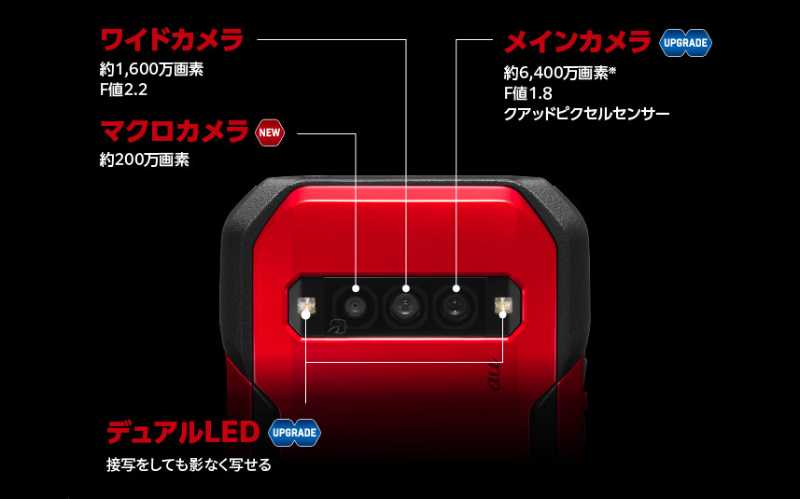 ワイドカメラ
約1,600万画素
F値2.2
マクロカメラ NEW
約200万画素
メインカメラ UPGRADE
約6,400万画素※
F値1.8
クアッドピクセルセンサー
au
デュアルLED UPGRADE
接写をしても影なく写せる